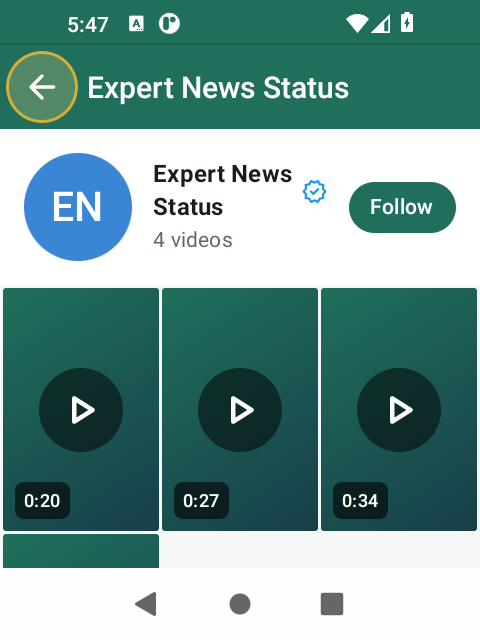 5:47
Expert News Status
EN
Expert News
Status
4 videos
Follow
0:20
0:27
0:34